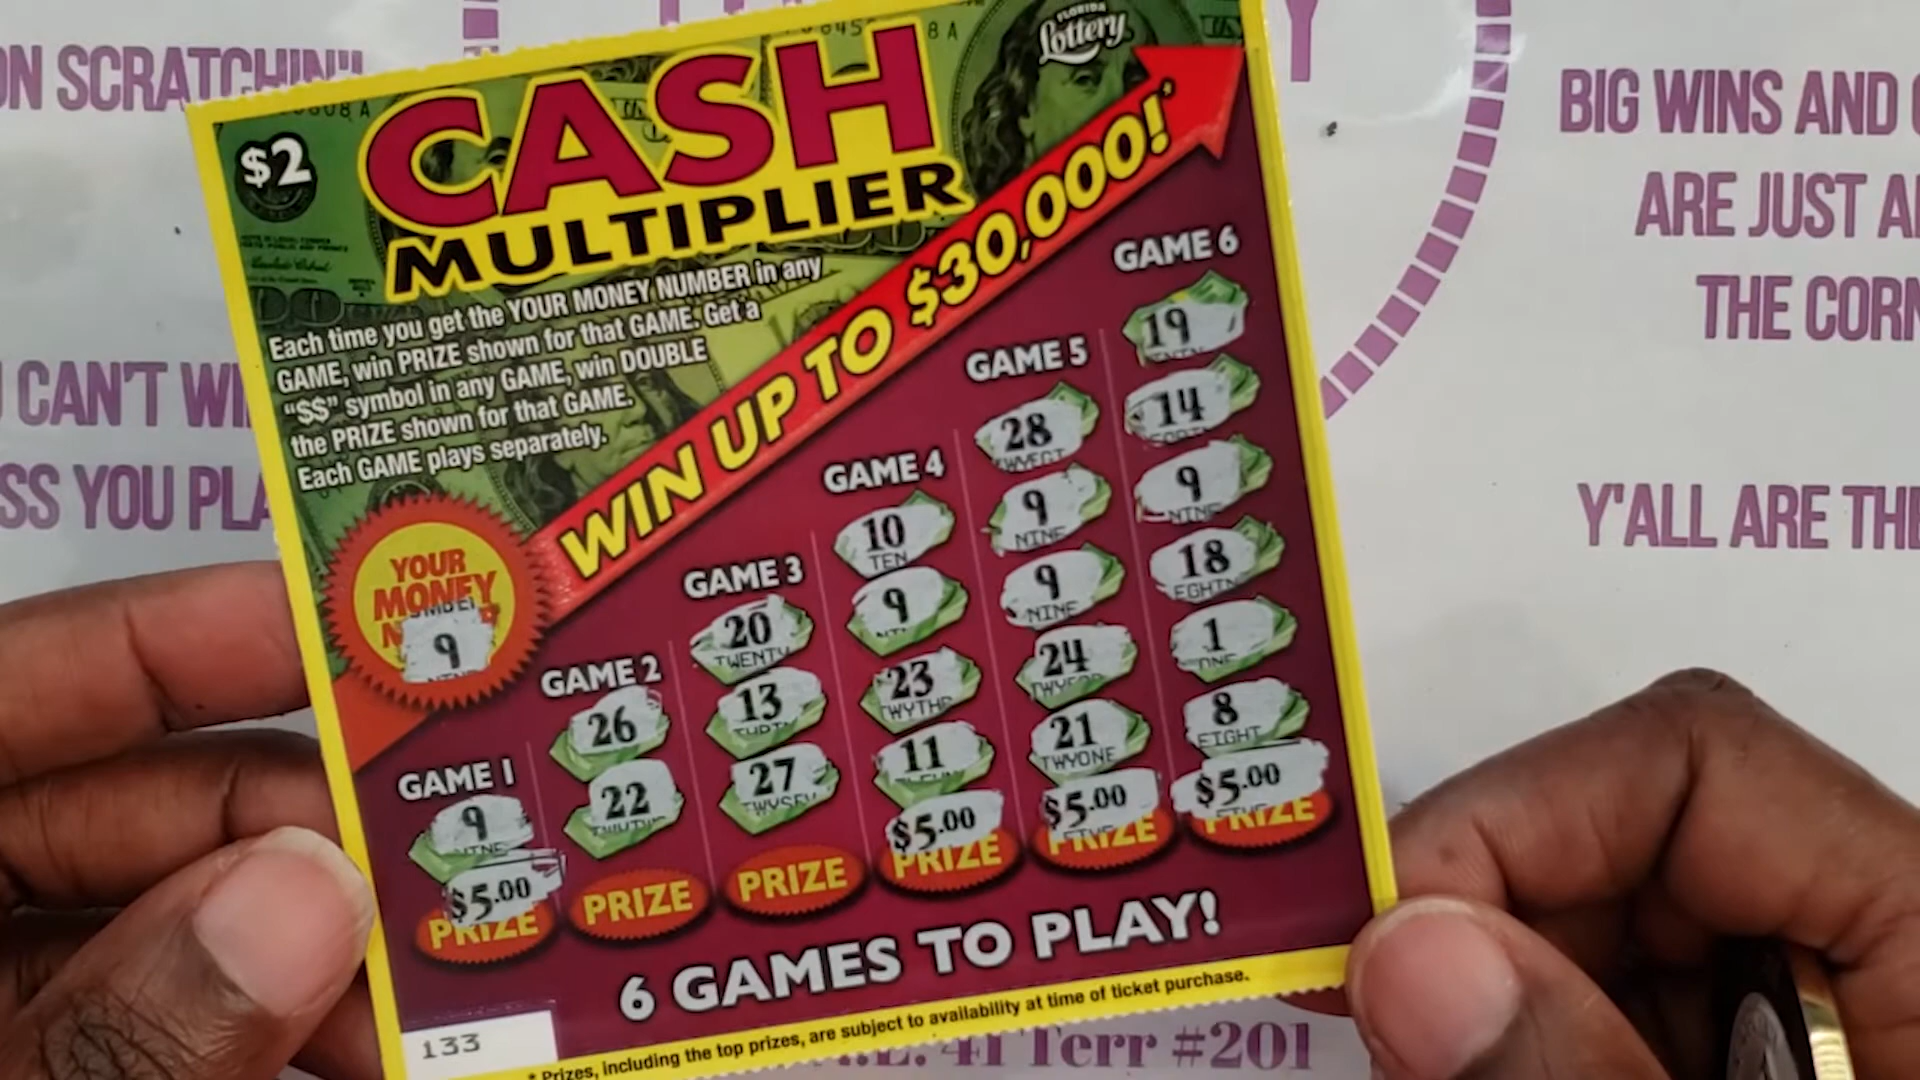 ON SCRATCHIN'!
BIG WINS AND
ARE JUST
THE CORN
Y'ALL ARE THE
CAN'T WI
SS YOU PLA
FLORIDA
Lottery
$2
CASH
MULTIPLIER
Each time you get the YOUR MONEY NUMBER in any
GAME, win PRIZE shown for that GAME. Get a
"$$" symbol in any GAME, win DOUBLE
the PRIZE shown for that GAME.
Each GAME plays separately.
WIN UP TO $30,000!*
YOUR
MONEY
9
GAME 1
9
$5.00
PRIZE
GAME 2
26
22
PRIZE
GAME 3
20
TWENTY
13
27
PRIZE
GAME 4
10
TEN
9
23
TWYTHR
11
$5.00
PRIZE
GAME 5
28
9
NINE
9
NINE
24
21
TWYONE
$5.00
PRIZE
GAME 6
19
14
9
NINE
18
EGHTN
1
ONE
8
EIGHT
$5.00
PRIZE
6 GAMES TO PLAY!
133
* Prizes, including the top prizes, are subject to availability at time of ticket purchase.
41 Terr #201